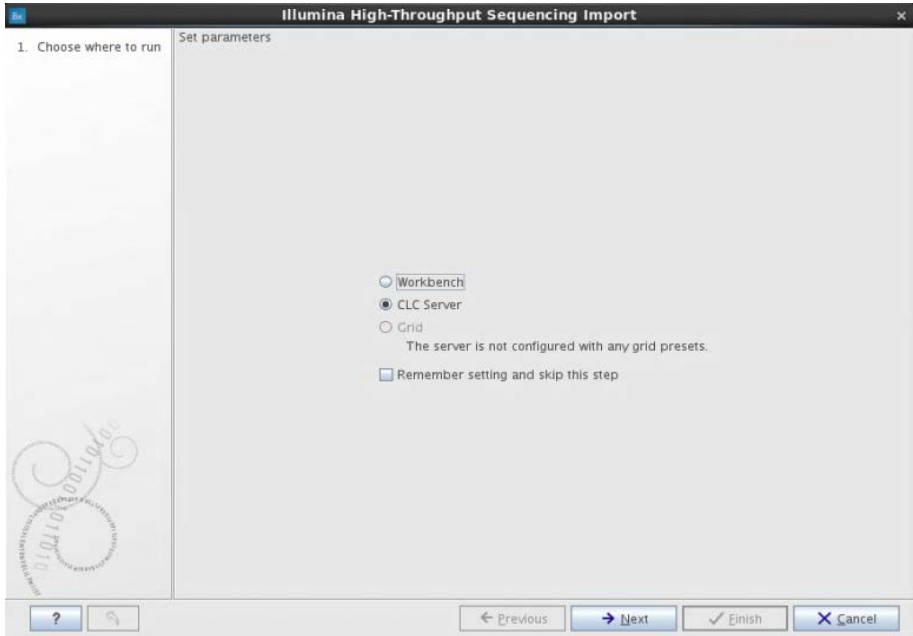 Bx
Illumina High-Throughput Sequencing Import
1. Choose where to run
Set parameters
Workbench
CLC Server
Grid
The server is not configured with any grid presets.
Remember setting and skip this step
? Previous Next Finish Cancel